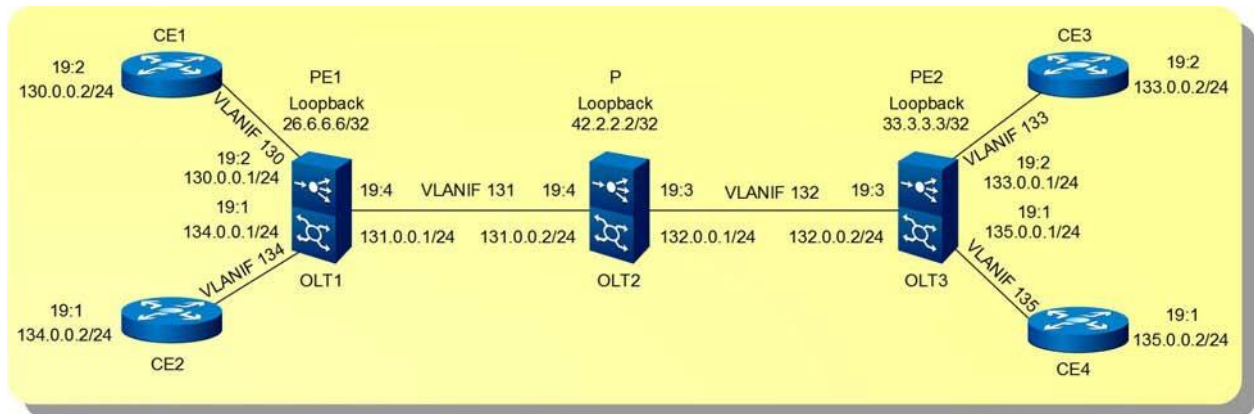 CE1
19:2
130.0.0.2/24
VLANIF 130
PE1
Loopback
26.6.6.6/32
19:2
130.0.0.1/24
19:1
134.0.0.1/24
VLANIF 134
19:1
134.0.0.2/24
CE2
OLT1
19:4
131.0.0.1/24
VLANIF 131
P
Loopback
42.2.2.2/32
19:4
131.0.0.2/24
OLT2
19:3
132.0.0.1/24
VLANIF 132
PE2
Loopback
33.3.3.3/32
19:3
132.0.0.2/24
OLT3
CE3
19:2
133.0.0.2/24
VLANIF 133
19:2
133.0.0.1/24
19:1
135.0.0.1/24
VLANIF 135
19:1
135.0.0.2/24
CE4